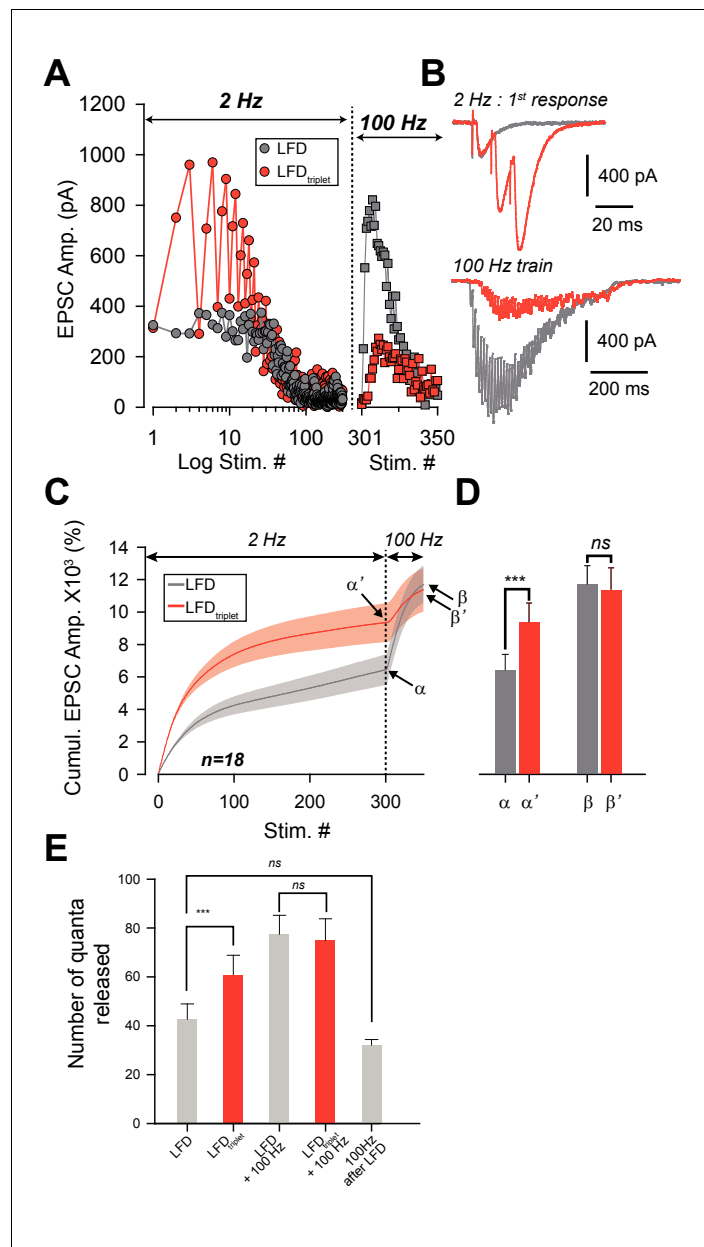 A
B
2 Hz
100 Hz
1200
1000
800
600
400
200
0
EPSC Amp. (pA)
LFD
LFDtriplet
1
10
100
Log Stim. #
301
350
Stim. #
2 Hz : 1st response
400 pA
20 ms
100 Hz train
400 pA
200 ms
C
D
2 Hz
100 Hz
14
12
10
8
6
4
2
0
Cumul. EPSC Amp. X10³ (%)
LFD
LFDtriplet
α'
β
β'
α
n=18
0
100
200
300
Stim. #
***
ns
α
α'
β
β'
E
ns
ns
***
100
80
60
40
20
0
Number of quanta
released
LFD
LFDtriplet
LFD
+ 100 Hz
LFDtriplet
+ 100 Hz
100Hz
after LFD